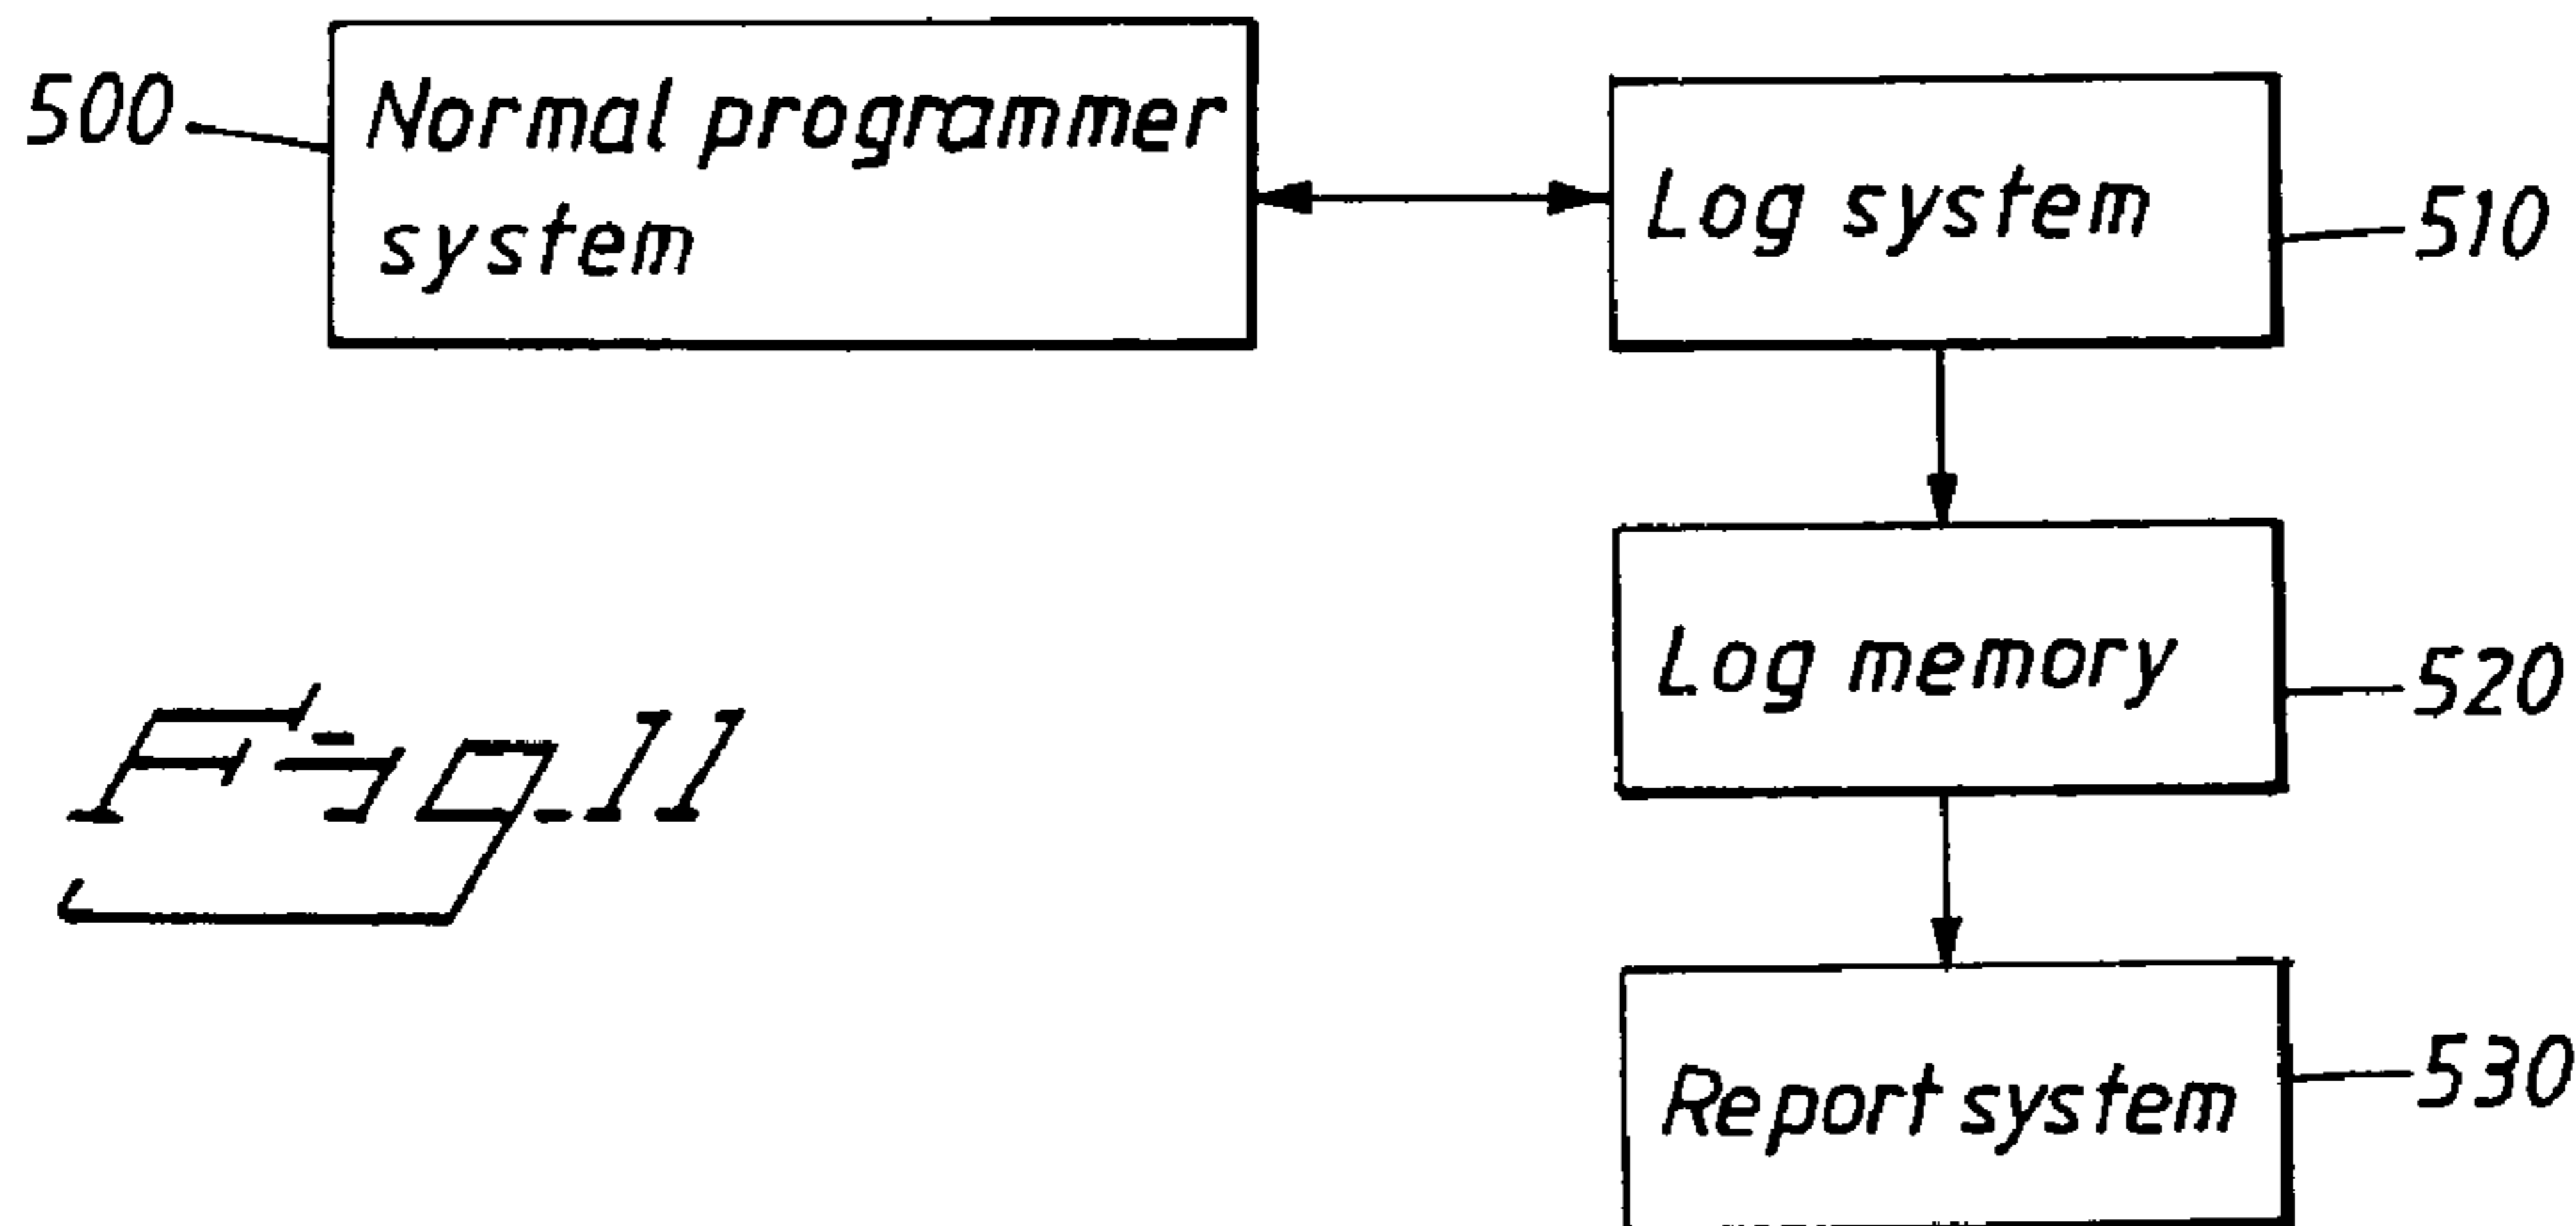 500
Normal programmer
system
Log system
510
Log memory
520
Fig. 11
Report system
530